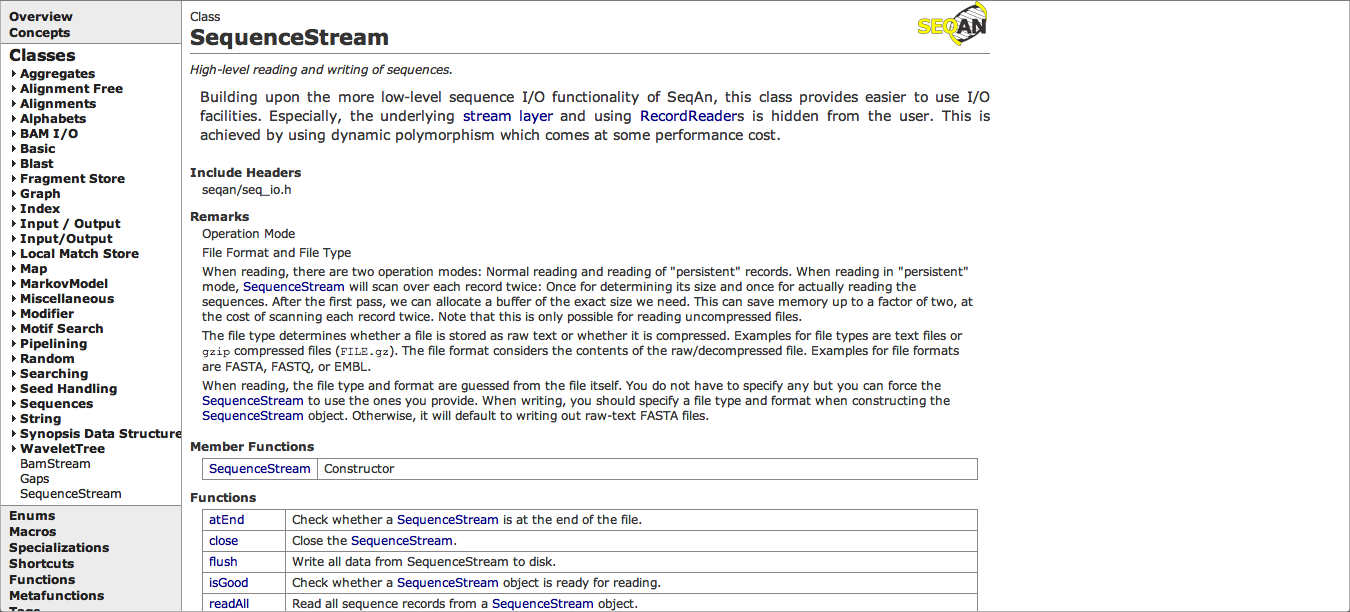 Overview
Concepts
Classes
Aggregates
Alignment Free
Alignments
Alphabets
BAM I/O
Basic
Blast
Fragment Store
Graph
Index
Input / Output
Input/Output
Local Match Store
Map
MarkovModel
Miscellaneous
Modifier
Motif Search
Pipelining
Random
Searching
Seed Handling
Sequences
String
Synopsis Data Structure
WaveletTree
BamStream
Gaps
SequenceStream
Enums
Macros
Specializations
Shortcuts
Functions
Metafunctions
Tags
Class
SequenceStream
SEQAN
High-level reading and writing of sequences.
Building upon the more low-level sequence I/O functionality of SeqAn, this class provides easier to use I/O
facilities. Especially, the underlying stream layer and using RecordReaders is hidden from the user. This is
achieved by using dynamic polymorphism which comes at some performance cost.
Include Headers
seqan/seq_io.h
Remarks
Operation Mode
File Format and File Type
When reading, there are two operation modes: Normal reading and reading of "persistent" records. When reading in "persistent"
mode, SequenceStream will scan over each record twice: Once for determining its size and once for actually reading the
sequences. After the first pass, we can allocate a buffer of the exact size we need. This can save memory up to a factor of two, at
the cost of scanning each record twice. Note that this is only possible for reading uncompressed files.
The file type determines whether a file is stored as raw text or whether it is compressed. Examples for file types are text files or
gzip compressed files (FILE.gz). The file format considers the contents of the raw/decompressed file. Examples for file formats
are FASTA, FASTQ, or EMBL.
When reading, the file type and format are guessed from the file itself. You do not have to specify any but you can force the
SequenceStream to use the ones you provide. When writing, you should specify a file type and format when constructing the
SequenceStream object. Otherwise, it will default to writing out raw-text FASTA files.
Member Functions
SequenceStream Constructor
Functions
atEnd Check whether a SequenceStream is at the end of the file.
close Close the SequenceStream.
flush Write all data from SequenceStream to disk.
isGood Check whether a SequenceStream object is ready for reading.
readAll Read all sequence records from a SequenceStream object.